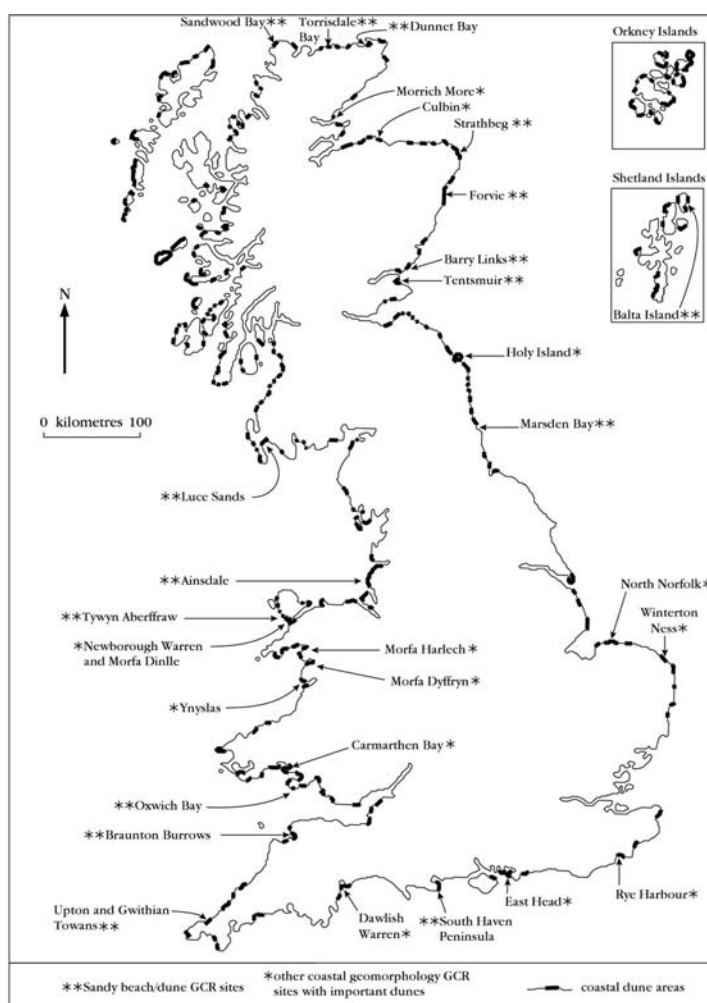 Sandwood Bay**
Torrisdale**
Bay
**Dunnet Bay
Orkney Islands
Morrich More*
Culbin*
Strathbeg**
Forvie **
Shetland Islands
Barry Links**
Tentsmuir**
Balta Island**
N
Holy Island*
0 kilometres 100
Marsden Bay**
**Luce Sands
**Ainsdale
North Norfolk*
**Tywyn Aberffraw
Winterton
Ness*
*Newborough Warren
and Morfa Dinlle
Morfa Harlech*
Morfa Dyffryn*
*Ynyslas
Carmarthen Bay*
**Oxwich Bay
**Braunton Burrows
Upton and Gwithian
Towans**
Dawlish
Warren*
**South Haven
Peninsula
East Head*
Rye Harbour*
**Sandy beach/dune GCR sites
*other coastal geomorphology GCR
sites with important dunes
coastal dune areas